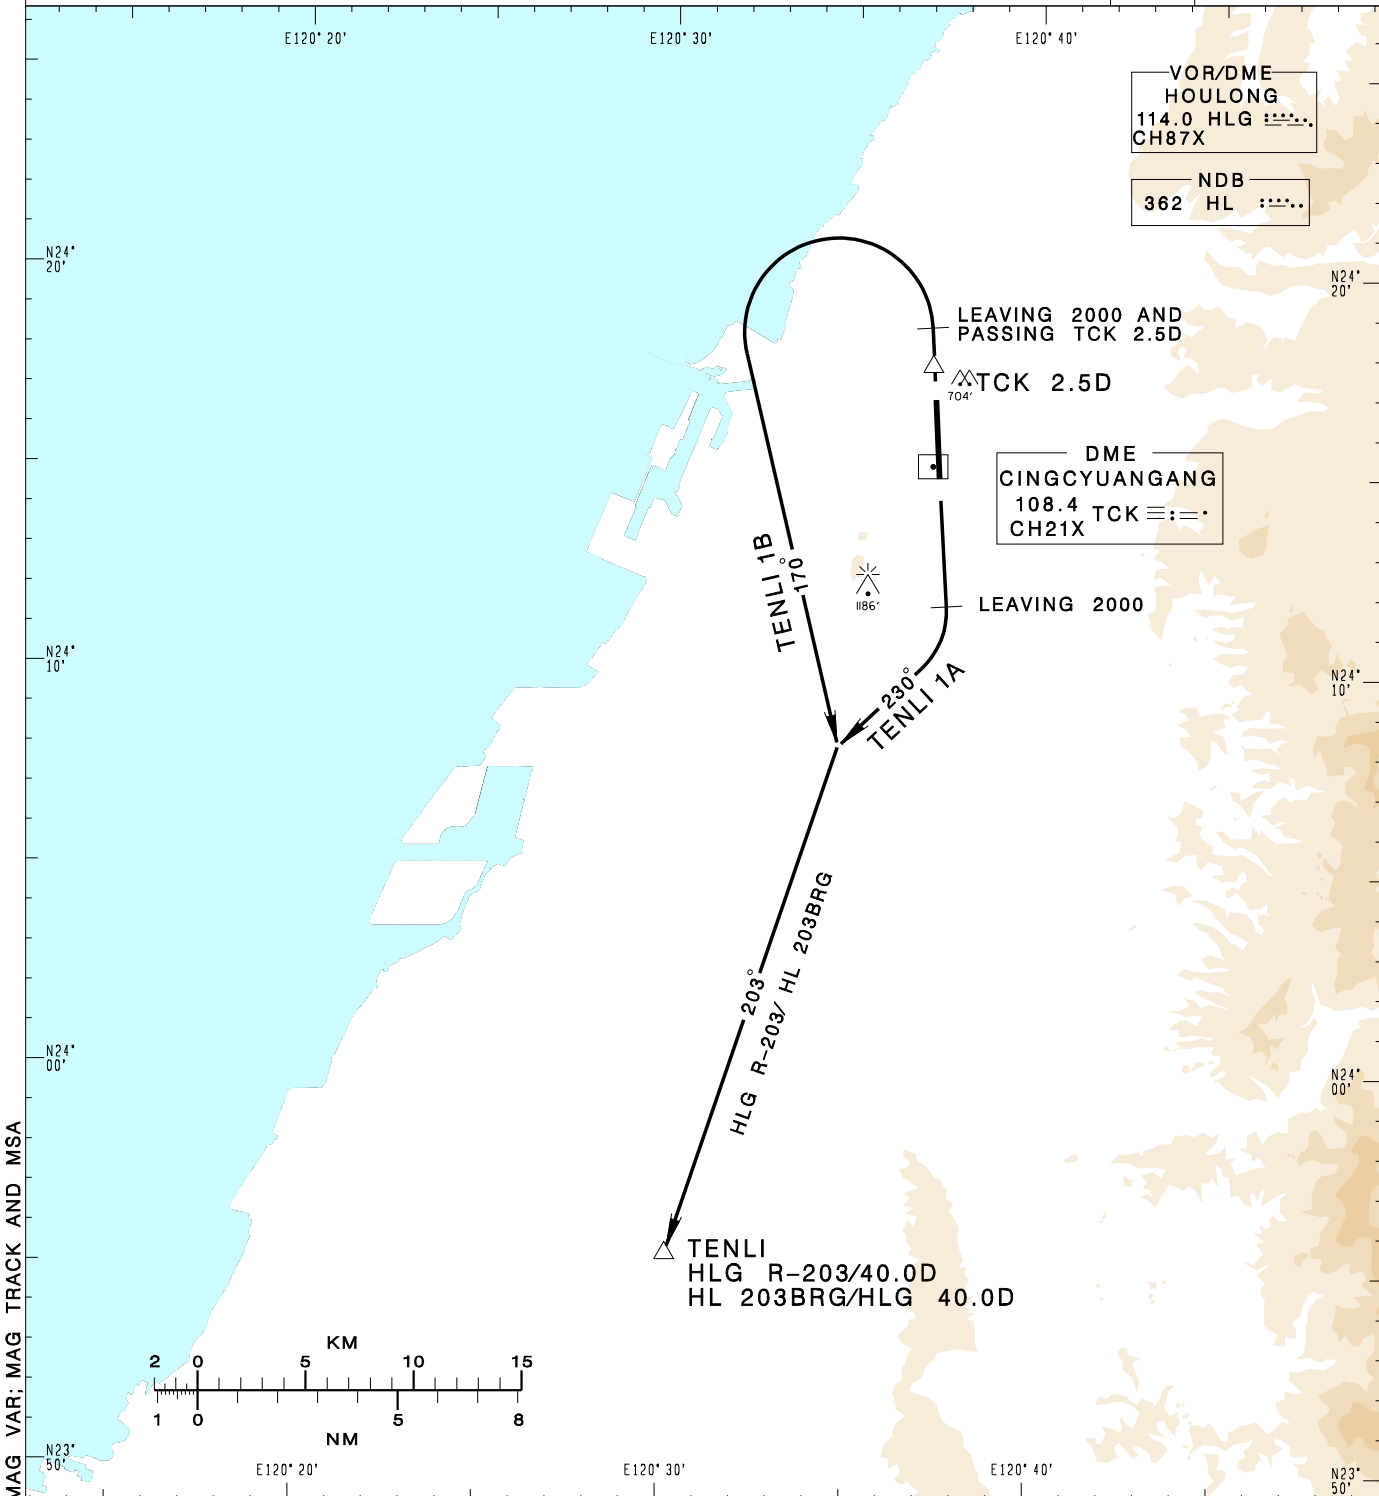 E120° 20'
E120° 30'
E120° 40'
VOR/DME
HOULONG
114.0 HLG
CH87X
NDB
362 HL
N24°
20'
N24°
20'
LEAVING 2000 AND
PASSING TCK 2.5D
TCK 2.5D
704'
DME
CINGCYUANGANG
108.4
TCK
CH21X
TENLI 1B
170°
1186'
LEAVING 2000
N24°
10'
N24°
10'
230°
TENLI 1A
HLG R-203/ HL 203BRG
203°
N24°
00'
N24°
00'
MAG VAR; MAG TRACK AND MSA
TENLI
HLG R-203/40.0D
HL 203BRG/HLG 40.0D
KM
2 0 5 10 15
1 0 5 8
NM
N23°
50'
N23°
50'
E120° 20'
E120° 30'
E120° 40'